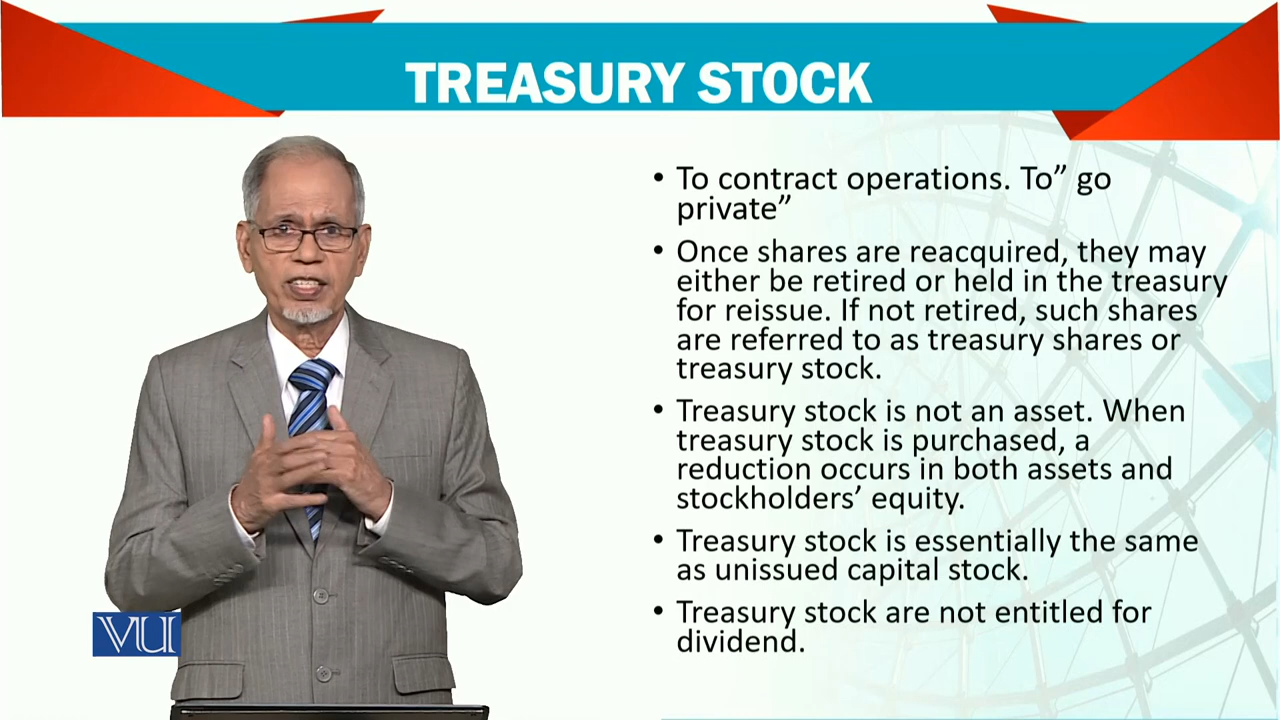 TREASURY STOCK
• To contract operations. To” go
private”
• Once shares are reacquired, they may
either be retired or held in the treasury
for reissue. If not retired, such shares
are referred to as treasury shares or
treasury stock.
• Treasury stock is not an asset. When
treasury stock is purchased, a
reduction occurs in both assets and
stockholders’ equity.
• Treasury stock is essentially the same
as unissued capital stock.
• Treasury stock are not entitled for
dividend.
VU